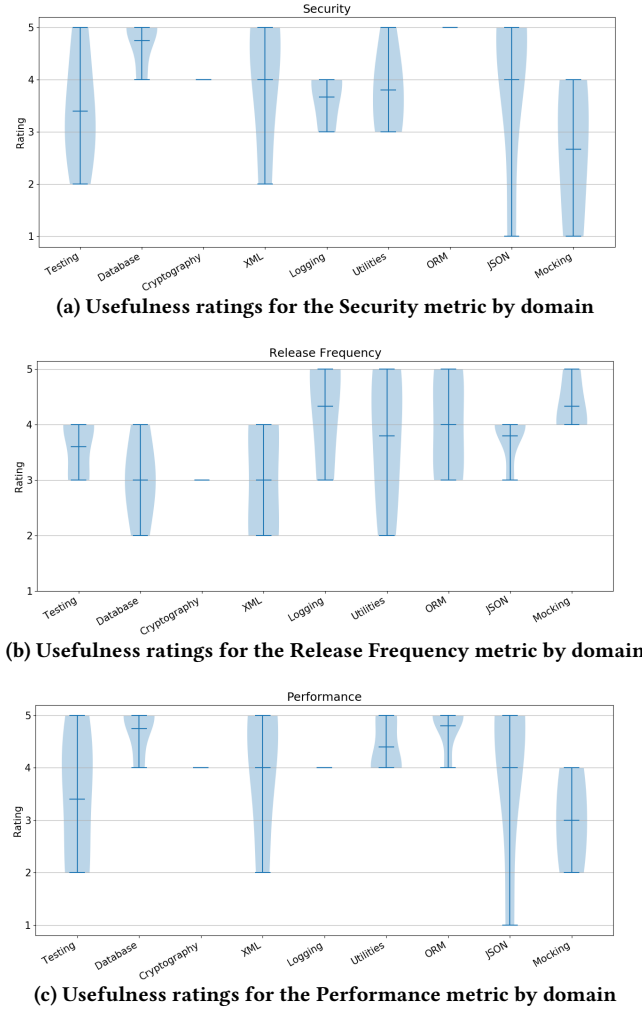 Security
5
4
3
2
1
Rating
Testing
Database
Cryptography
XML
Logging
Utilities
ORM
JSON
Mocking
(a) Usefulness ratings for the Security metric by domain
Release Frequency
5
4
3
2
1
Rating
Testing
Database
Cryptography
XML
Logging
Utilities
ORM
JSON
Mocking
(b) Usefulness ratings for the Release Frequency metric by domain
Performance
5
4
3
2
1
Rating
Testing
Database
Cryptography
XML
Logging
Utilities
ORM
JSON
Mocking
(c) Usefulness ratings for the Performance metric by domain